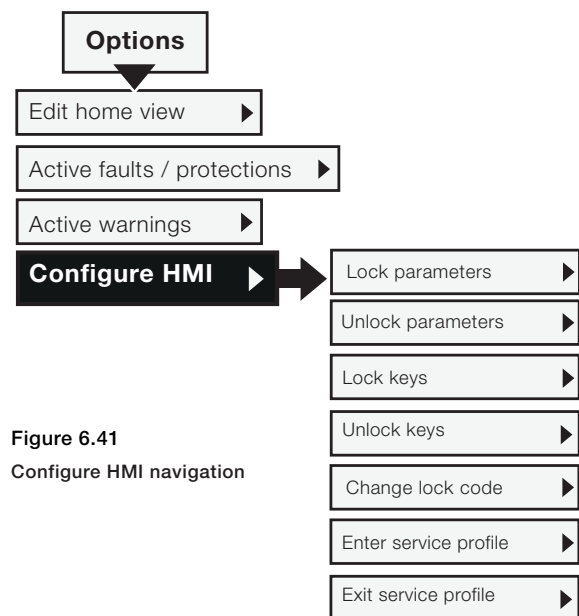 Options
Edit home view
Active faults / protections
Active warnings
Configure HMI
Lock parameters
Unlock parameters
Lock keys
Unlock keys
Change lock code
Enter service profile
Exit service profile
Figure 6.41
Configure HMI navigation